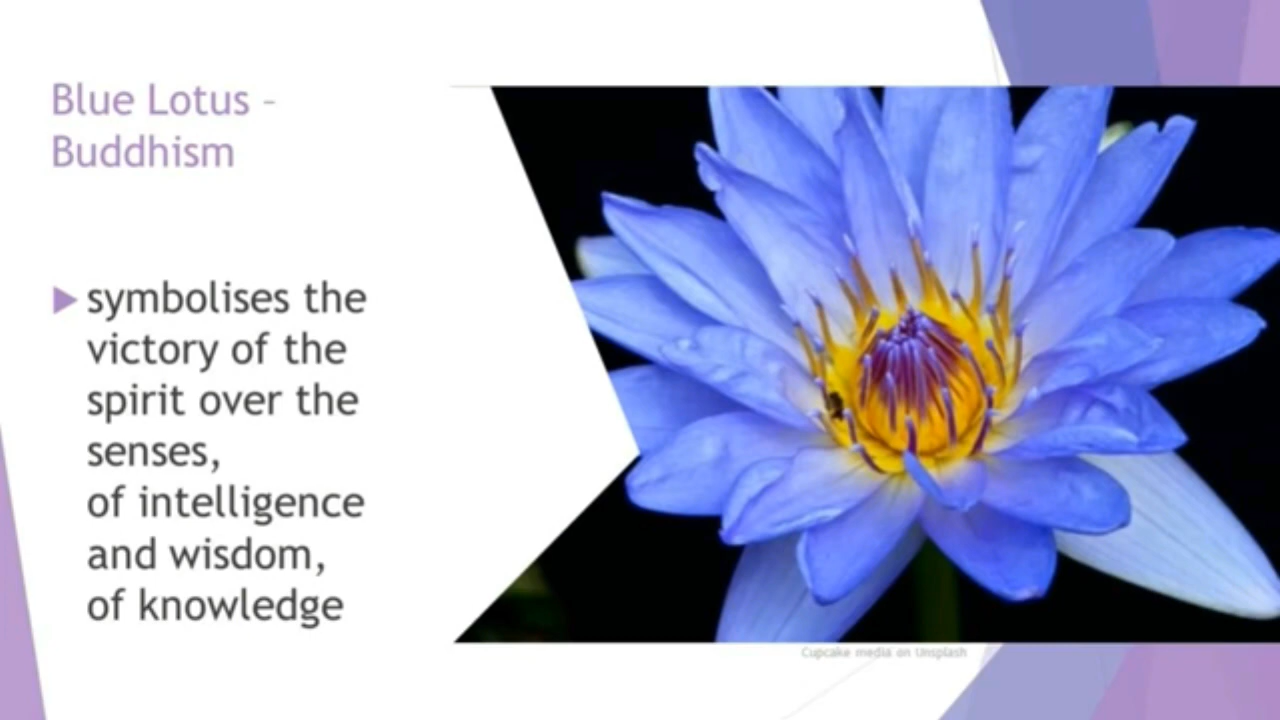 Blue Lotus –
Buddhism
symbolises the
victory of the
spirit over the
senses,
of intelligence
and wisdom,
of knowledge
Cupcake media on Unsplash